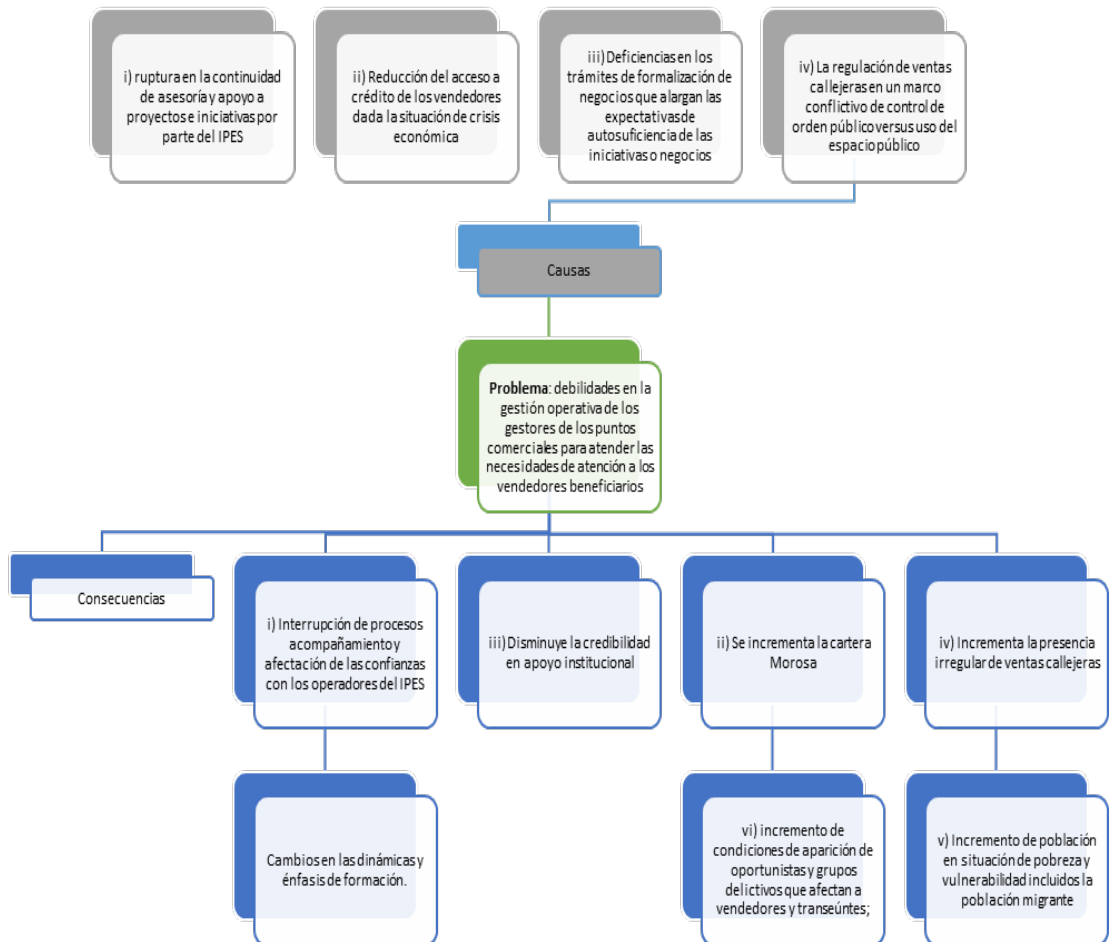 i) ruptura en la continuidad
de asesoría y apoyo a
proyectos e iniciativas por
parte del IPES
ii) Reducción del acceso a
crédito de los vendedores
dada la situación de crisis
económica
iii) Deficiencias en los
trámites de formalización de
negocios que alargan las
expectativas de
autosuficiencia de las
iniciativas o negocios
iv) La regulación de ventas
callejeras en un marco
conflictivo de control de
orden público versus uso del
espacio público
Causas
Problema: debilidades en la
gestión operativa de los
gestores de los puntos
comerciales para atender las
necesidades de atención a los
vendedores beneficiarios
Consecuencias
i) Interrupción de procesos
acompañamiento y
afectación de las confianzas
con los operadores del IPES
iii) Disminuye la credibilidad
en apoyo institucional
ii) Se incrementa la cartera
Morosa
iv) Incrementa la presencia
irregular de ventas callejeras
Cambios en las dinámicas y
énfasis de formación.
vi) incremento de
condiciones de aparición de
oportunistas y grupos
delictivos que afectan a
vendedores y transeúntes;
v) Incremento de población
en situación de pobreza y
vulnerabilidad incluidos la
población migrante